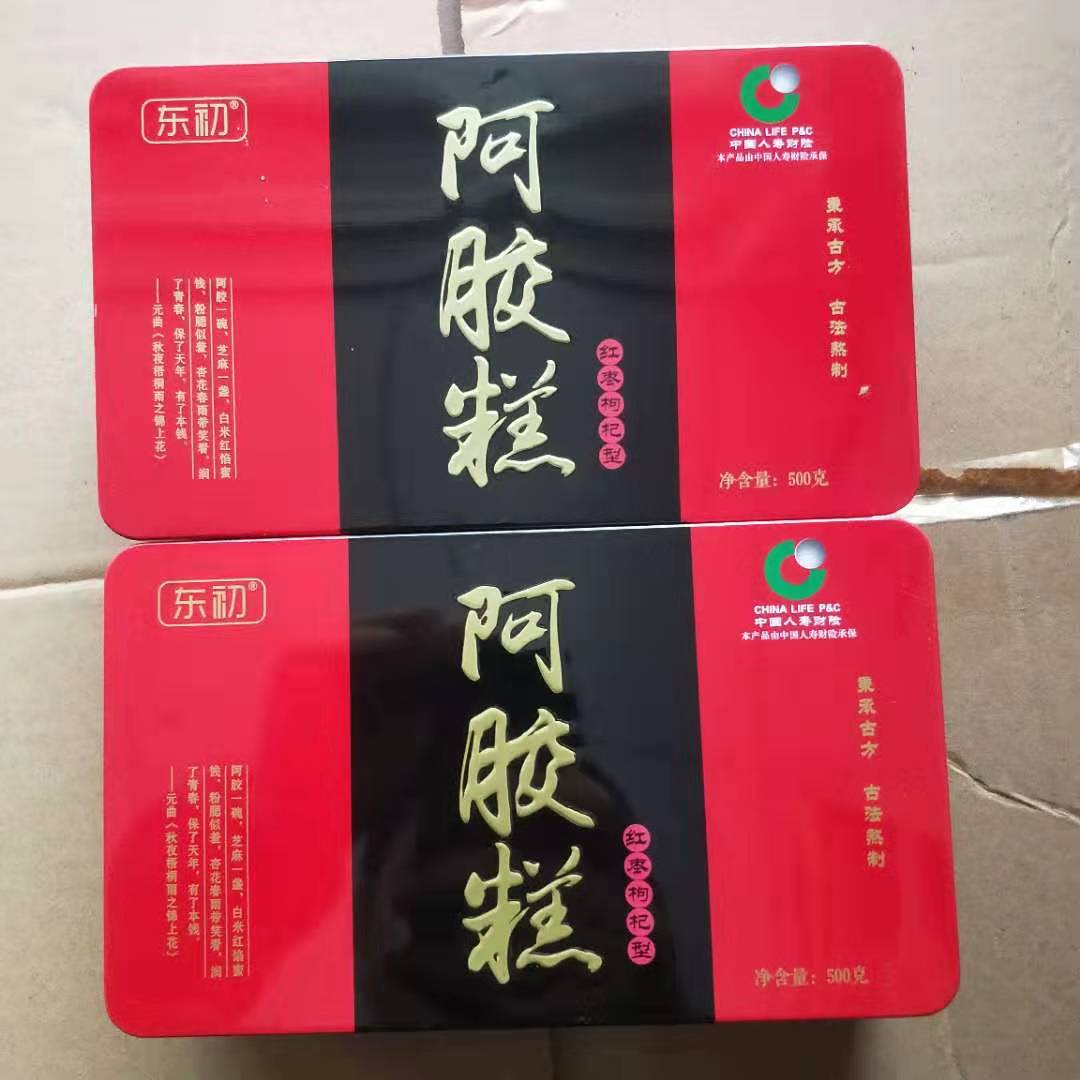 东初®
阿胶糕
红枣枸杞型
CHINA LIFE P&C
中国人寿财险
本产品由中国人寿财险承保
秉承古方 古法熬制
阿胶一碗、芝麻一盏、白米红馅蜜
饯、粉腮似羞，杏花春雨带笑看，润
了青春，保了天年，有了本钱。
——元曲《秋夜梧桐雨之锦上花》
净含量：500克
东初®
阿胶糕
红枣枸杞型
CHINA LIFE P&C
中国人寿财险
本产品由中国人寿财险承保
秉承古方 古法熬制
阿胶一碗、芝麻一盏、白米红馅蜜
饯、粉腮似羞，杏花春雨带笑看，润
了青春，保了天年，有了本钱。
——元曲《秋夜梧桐雨之锦上花》
净含量：500克